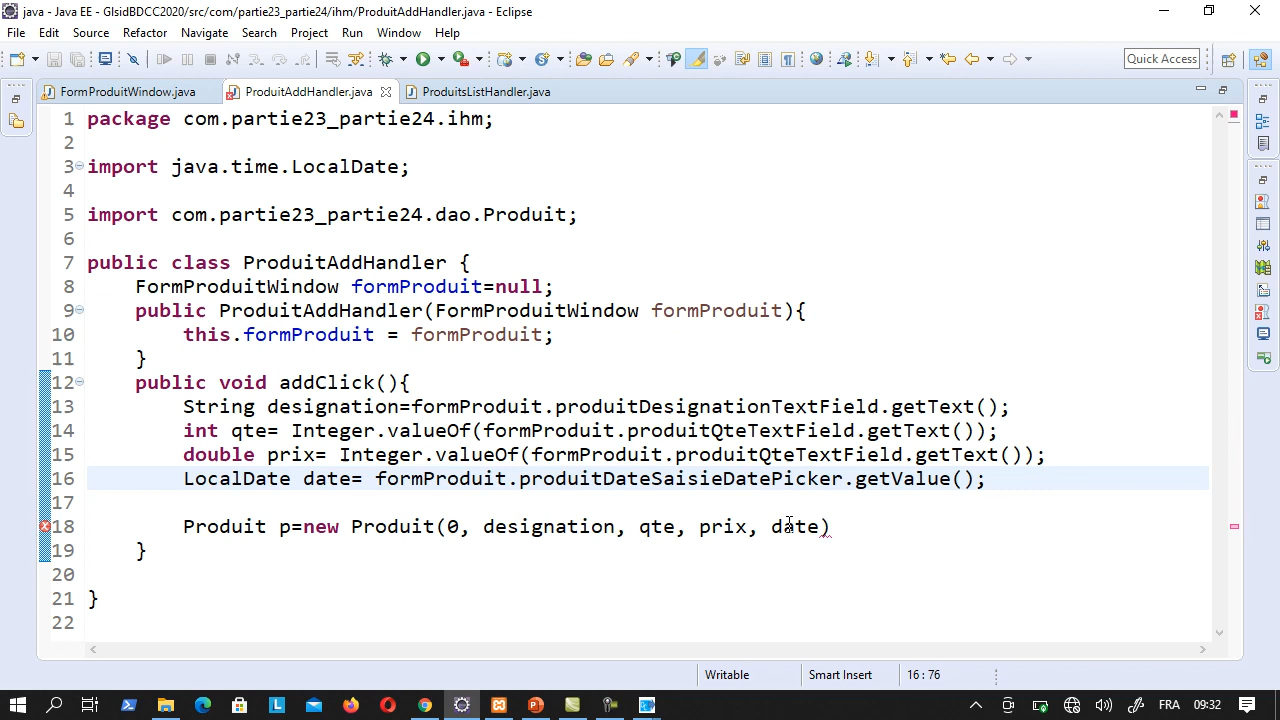 java - Java EE - GlsidBDCC2020/src/com/partie23_partie24/ihm/ProduitAddHandler.java - Eclipse
File Edit Source Refactor Navigate Search Project Run Window Help
Quick Access
FormProduitWindow.java ProduitAddHandler.java ProduitsListHandler.java
1 package com.partie23_partie24.ihm;
2
3 import java.time.LocalDate;
4
5 import com.partie23_partie24.dao.Produit;
6
7 public class ProduitAddHandler {
8 FormProduitWindow formProduit=null;
9 public ProduitAddHandler(FormProduitWindow formProduit){
10 this.formProduit = formProduit;
11 }
12 public void addClick(){
13 String designation=formProduit.produitDesignationTextField.getText();
14 int qte= Integer.valueOf(formProduit.produitQteTextField.getText());
15 double prix= Integer.valueOf(formProduit.produitQteTextField.getText());
16 LocalDate date= formProduit.produitDateSaisieDatePicker.getValue();
17
18 Produit p=new Produit(0, designation, qte, prix, date)
19 }
20
21 }
22
Writable Smart Insert 16 : 76
FRA 09:32